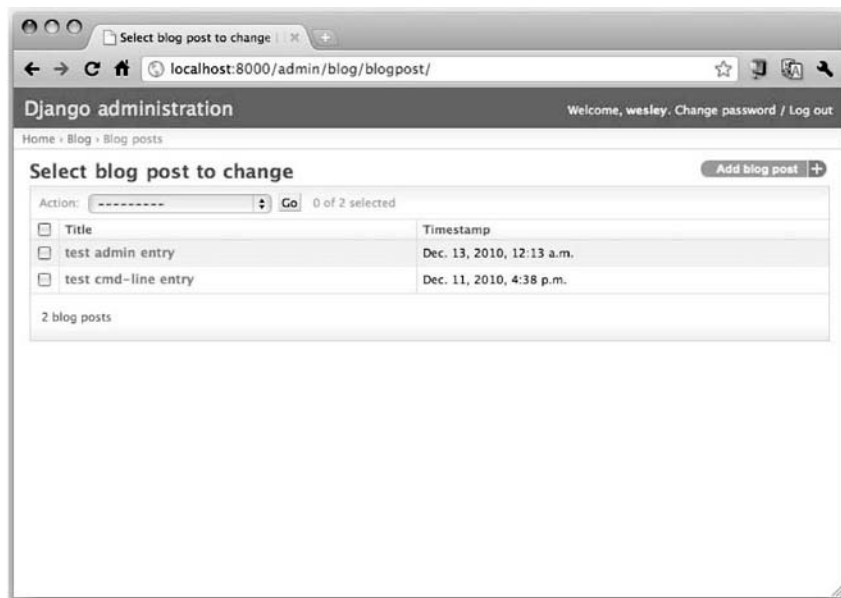 Select blog post to change
localhost:8000/admin/blog/blogpost/
Django administration
Welcome, wesley. Change password / Log out
Home › Blog › Blog posts
Select blog post to change
Add blog post +
Action: --------- Go 0 of 2 selected
Title Timestamp
test admin entry Dec. 13, 2010, 12:13 a.m.
test cmd-line entry Dec. 11, 2010, 4:38 p.m.
2 blog posts